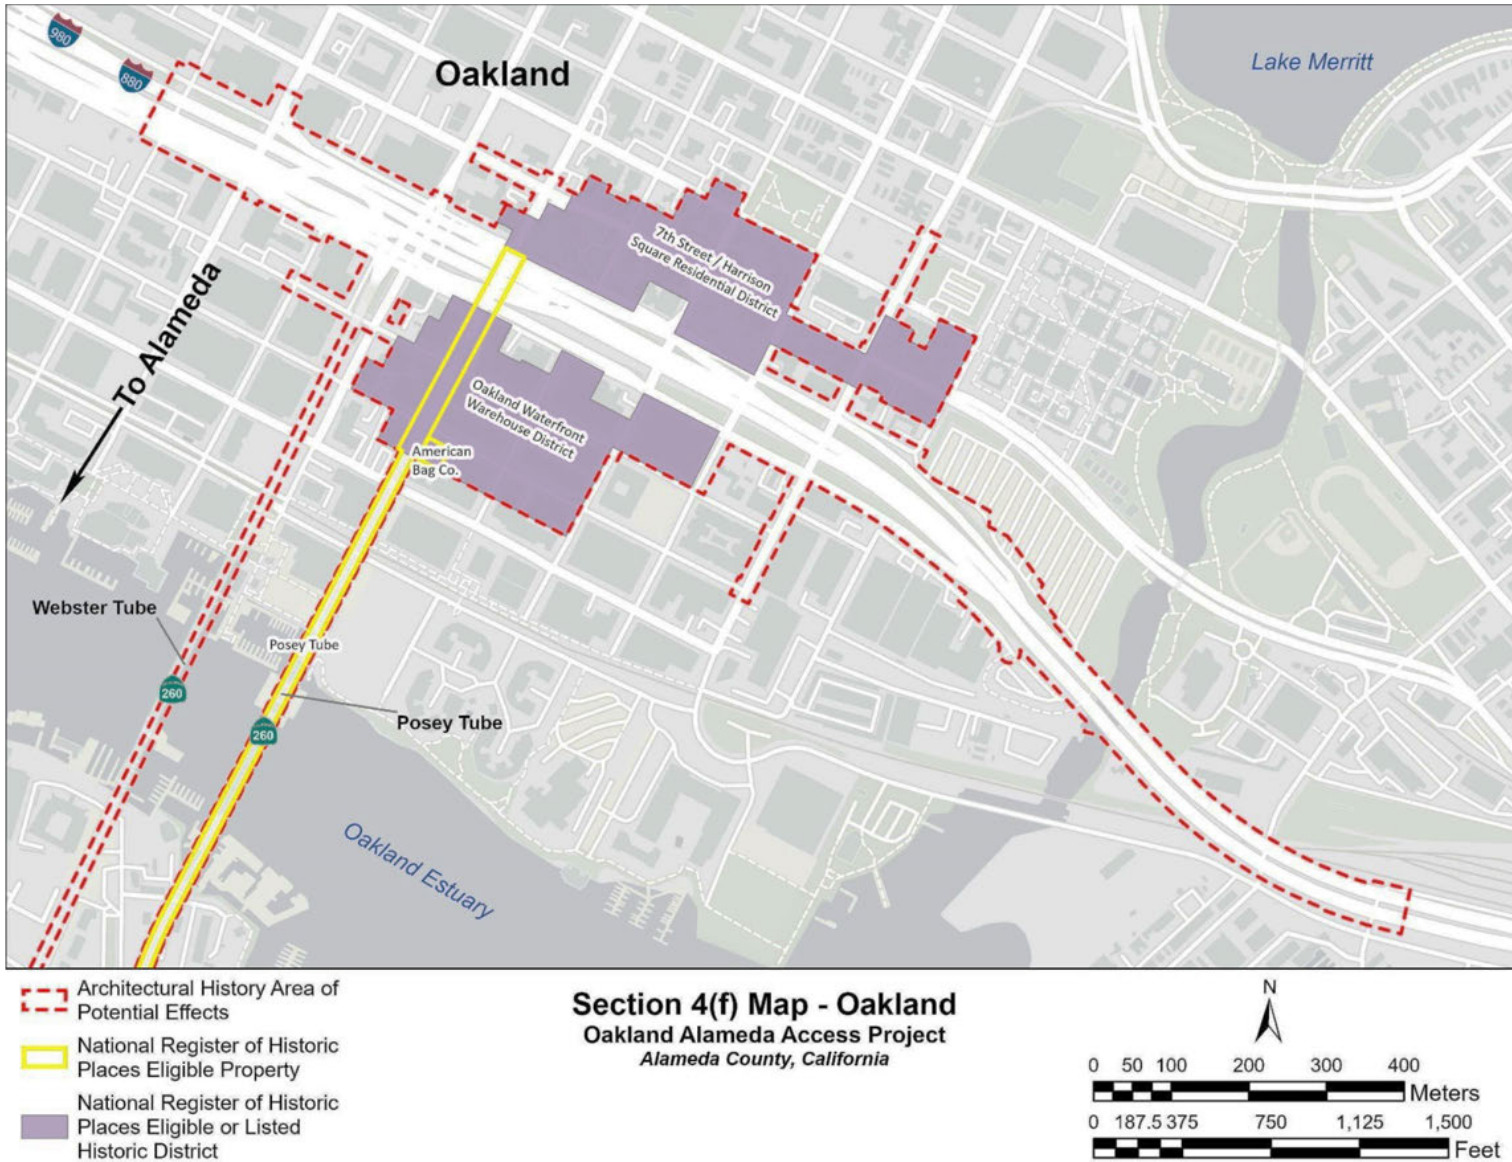 980
880
Oakland
Lake Merritt
To Alameda
7th Street / Harrison
Square Residential District
Oakland Waterfront
Warehouse District
American
Bag Co.
Webster Tube
Posey Tube
260
Posey Tube
260
Oakland Estuary
Architectural History Area of
Potential Effects
National Register of Historic
Places Eligible Property
National Register of Historic
Places Eligible or Listed
Historic District
Section 4(f) Map - Oakland
Oakland Alameda Access Project
Alameda County, California
N
0 50 100 200 300 400
Meters
0 187.5 375 750 1,125 1,500
Feet